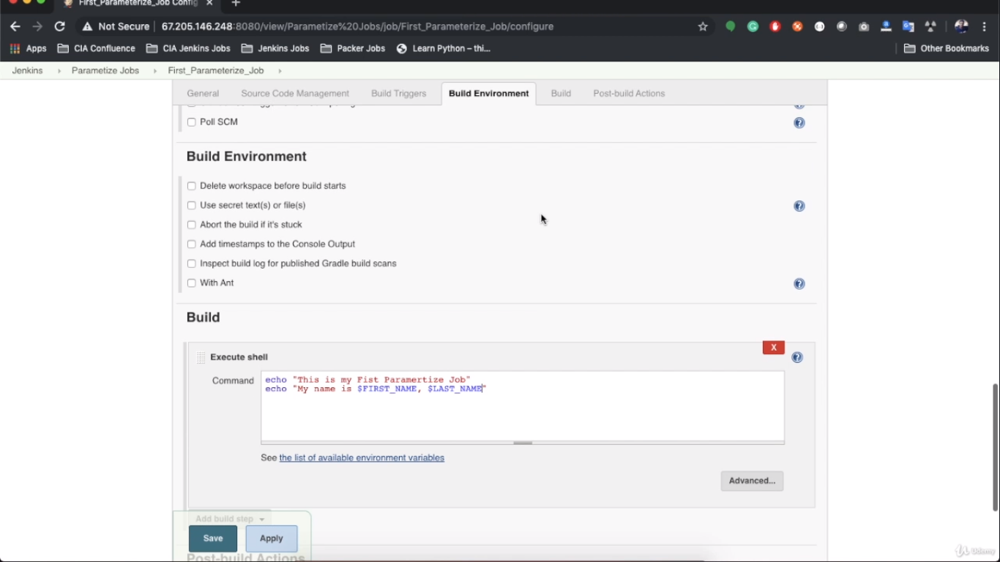 First_Parameterize_Job Config
Not Secure | 67.205.146.248:8080/view/Parametize%20Jobs/job/First_Parameterize_Job/configure
Apps CIA Confluence CIA Jenkins Jobs Jenkins Jobs Packer Jobs Learn Python – thi... Other Bookmarks
Jenkins Parametize Jobs First_Parameterize_Job
General Source Code Management Build Triggers Build Environment Build Post-build Actions
Poll SCM
Build Environment
Delete workspace before build starts
Use secret text(s) or file(s)
Abort the build if it's stuck
Add timestamps to the Console Output
Inspect build log for published Gradle build scans
With Ant
Build
X
Execute shell
Command
echo "This is my Fist Paramertize Job"
echo "My name is $FIRST_NAME, $LAST_NAME"
See the list of available environment variables
Advanced...
Add build step
Save Apply
Post-build Actions
Udemy